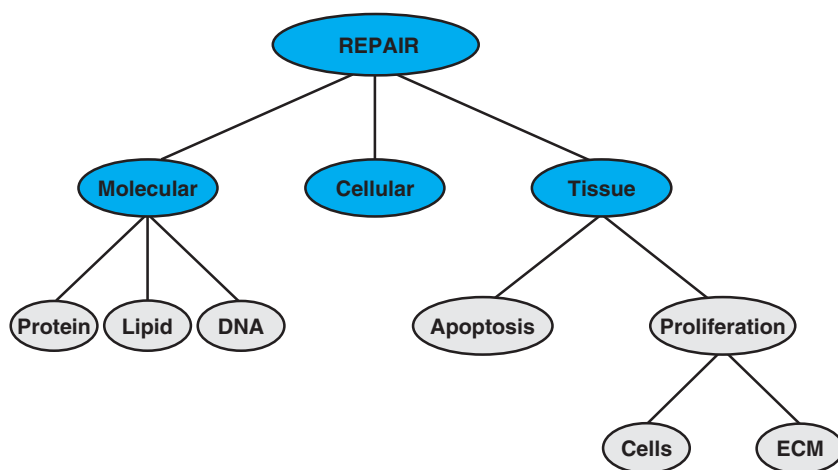 REPAIR
Molecular
Cellular
Tissue
Protein
Lipid
DNA
Apoptosis
Proliferation
Cells
ECM